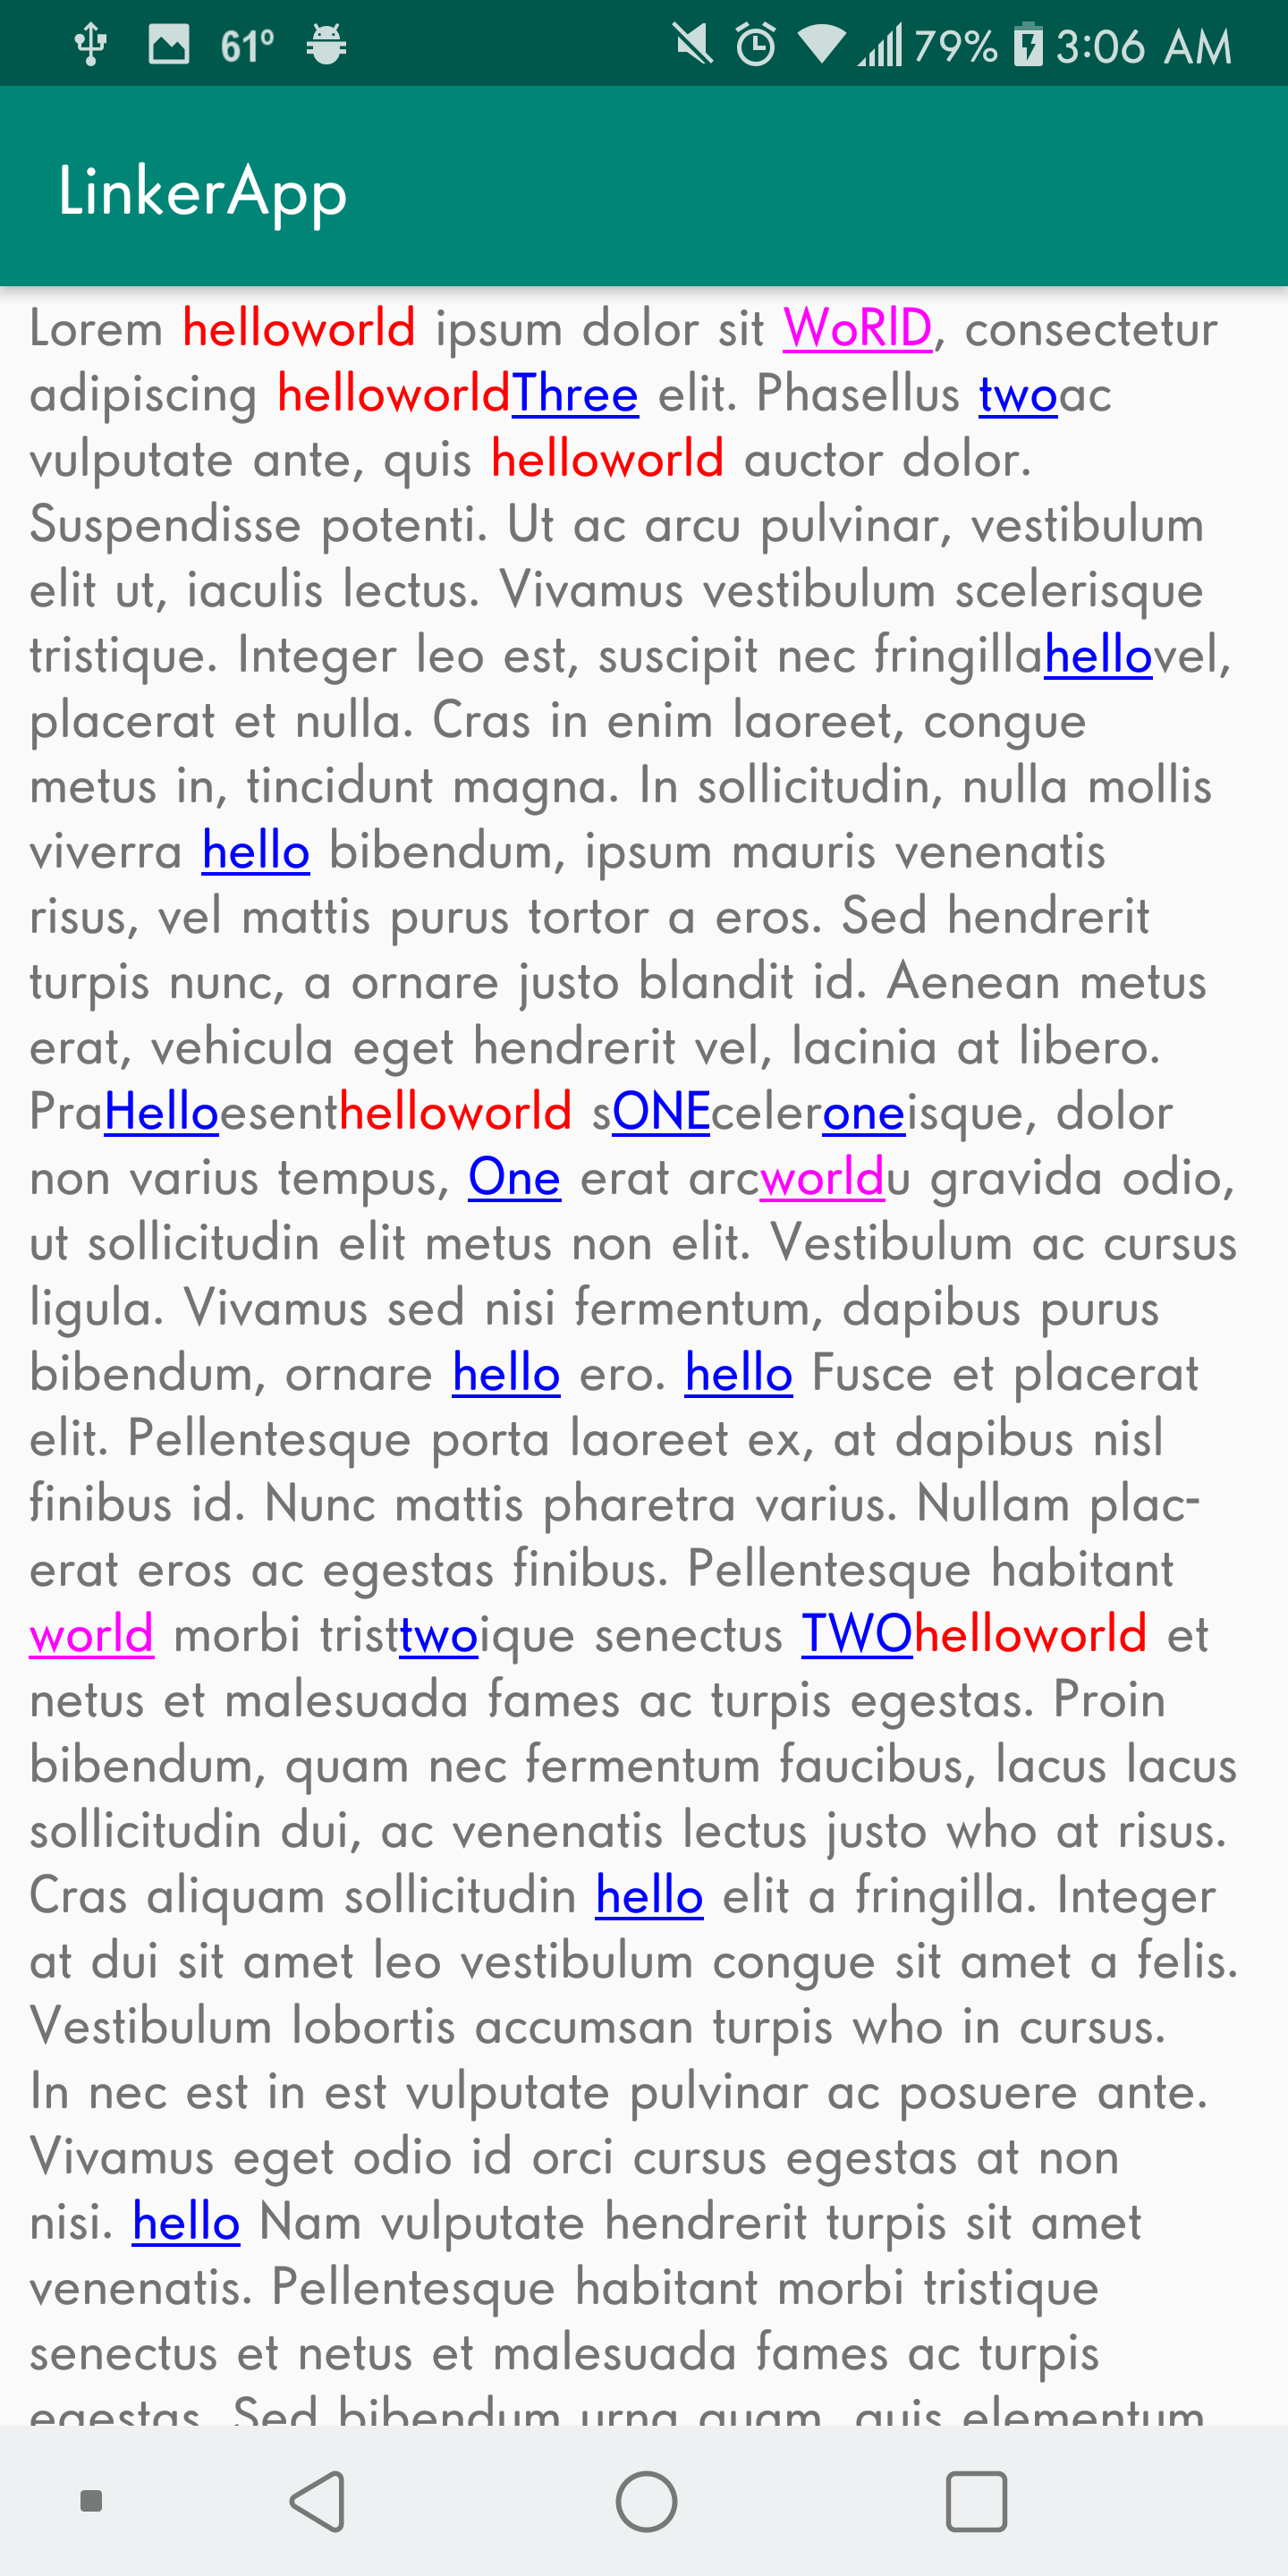 61° 79% 3:06 AM
LinkerApp
Lorem helloworld ipsum dolor sit WoRlD, consectetur
adipiscing helloworldThree elit. Phasellus twoac
vulputate ante, quis helloworld auctor dolor.
Suspendisse potenti. Ut ac arcu pulvinar, vestibulum
elit ut, iaculis lectus. Vivamus vestibulum scelerisque
tristique. Integer leo est, suscipit nec fringillahellovel,
placerat et nulla. Cras in enim laoreet, congue
metus in, tincidunt magna. In sollicitudin, nulla mollis
viverra hello bibendum, ipsum mauris venenatis
risus, vel mattis purus tortor a eros. Sed hendrerit
turpis nunc, a ornare justo blandit id. Aenean metus
erat, vehicula eget hendrerit vel, lacinia at libero.
PraHelloesenthelloworld sONEceleroneisque, dolor
non varius tempus, One erat arcworldu gravida odio,
ut sollicitudin elit metus non elit. Vestibulum ac cursus
ligula. Vivamus sed nisi fermentum, dapibus purus
bibendum, ornare hello ero. hello Fusce et placerat
elit. Pellentesque porta laoreet ex, at dapibus nisl
finibus id. Nunc mattis pharetra varius. Nullam plac-
erat eros ac egestas finibus. Pellentesque habitant
world morbi tristtwoique senectus TWOhelloworld et
netus et malesuada fames ac turpis egestas. Proin
bibendum, quam nec fermentum faucibus, lacus lacus
sollicitudin dui, ac venenatis lectus justo who at risus.
Cras aliquam sollicitudin hello elit a fringilla. Integer
at dui sit amet leo vestibulum congue sit amet a felis.
Vestibulum lobortis accumsan turpis who in cursus.
In nec est in est vulputate pulvinar ac posuere ante.
Vivamus eget odio id orci cursus egestas at non
nisi. hello Nam vulputate hendrerit turpis sit amet
venenatis. Pellentesque habitant morbi tristique
senectus et netus et malesuada fames ac turpis
egestas. Sed bibendum urna quam, quis elementum